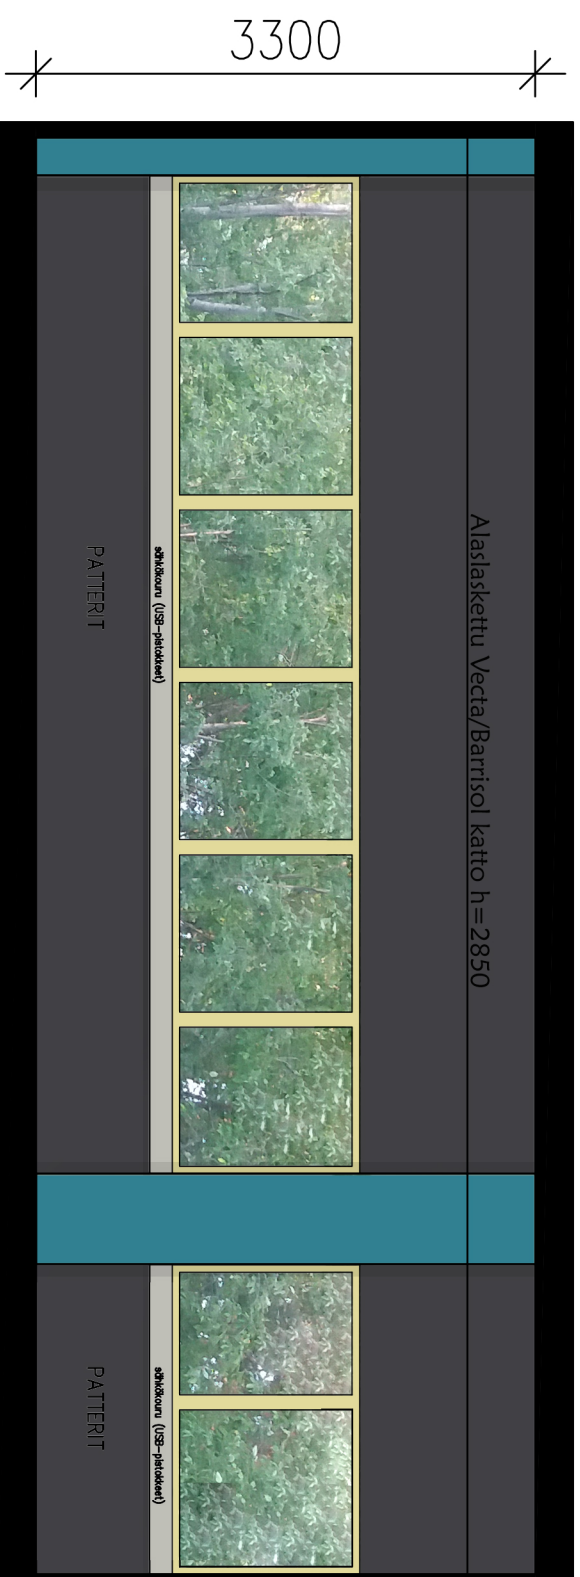 3300
Alaslaskettu Vecta/Barrisol katto h=2850
sähkökouru (USB-pistokkeet)
PATTERIT
sähkökouru (USB-pistokkeet)
PATTERIT